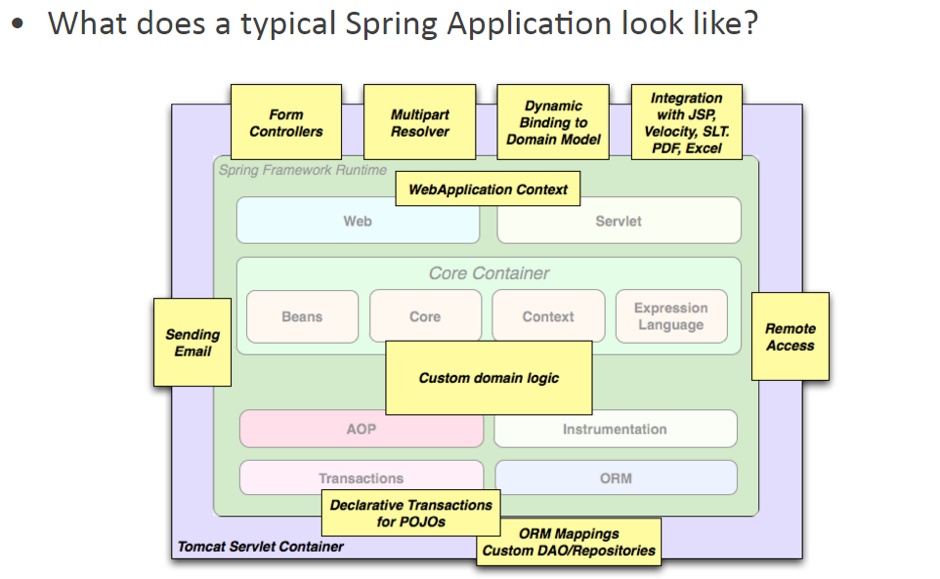 • What does a typical Spring Application look like?
Form
Controllers
Multipart
Resolver
Dynamic
Binding to
Domain Model
Integration
with JSP,
Velocity, SLT.
PDF, Excel
Spring Framework Runtime
WebApplication Context
Web
Servlet
Core Container
Beans
Core
Context
Expression
Language
Sending
Email
Remote
Access
Custom domain logic
AOP
Instrumentation
Transactions
ORM
Declarative Transactions
for POJOs
ORM Mappings
Custom DAO/Repositories
Tomcat Servlet Container